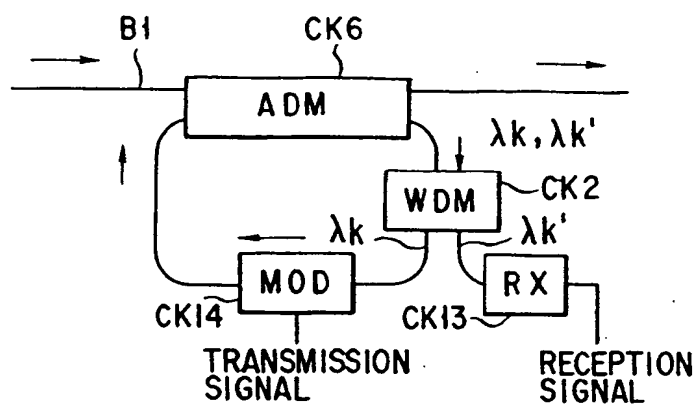 B1
CK6
ADM
λk, λk'
WDM
CK2
λk
λk'
MOD
RX
CK14
CK13
TRANSMISSION
SIGNAL
RECEPTION
SIGNAL